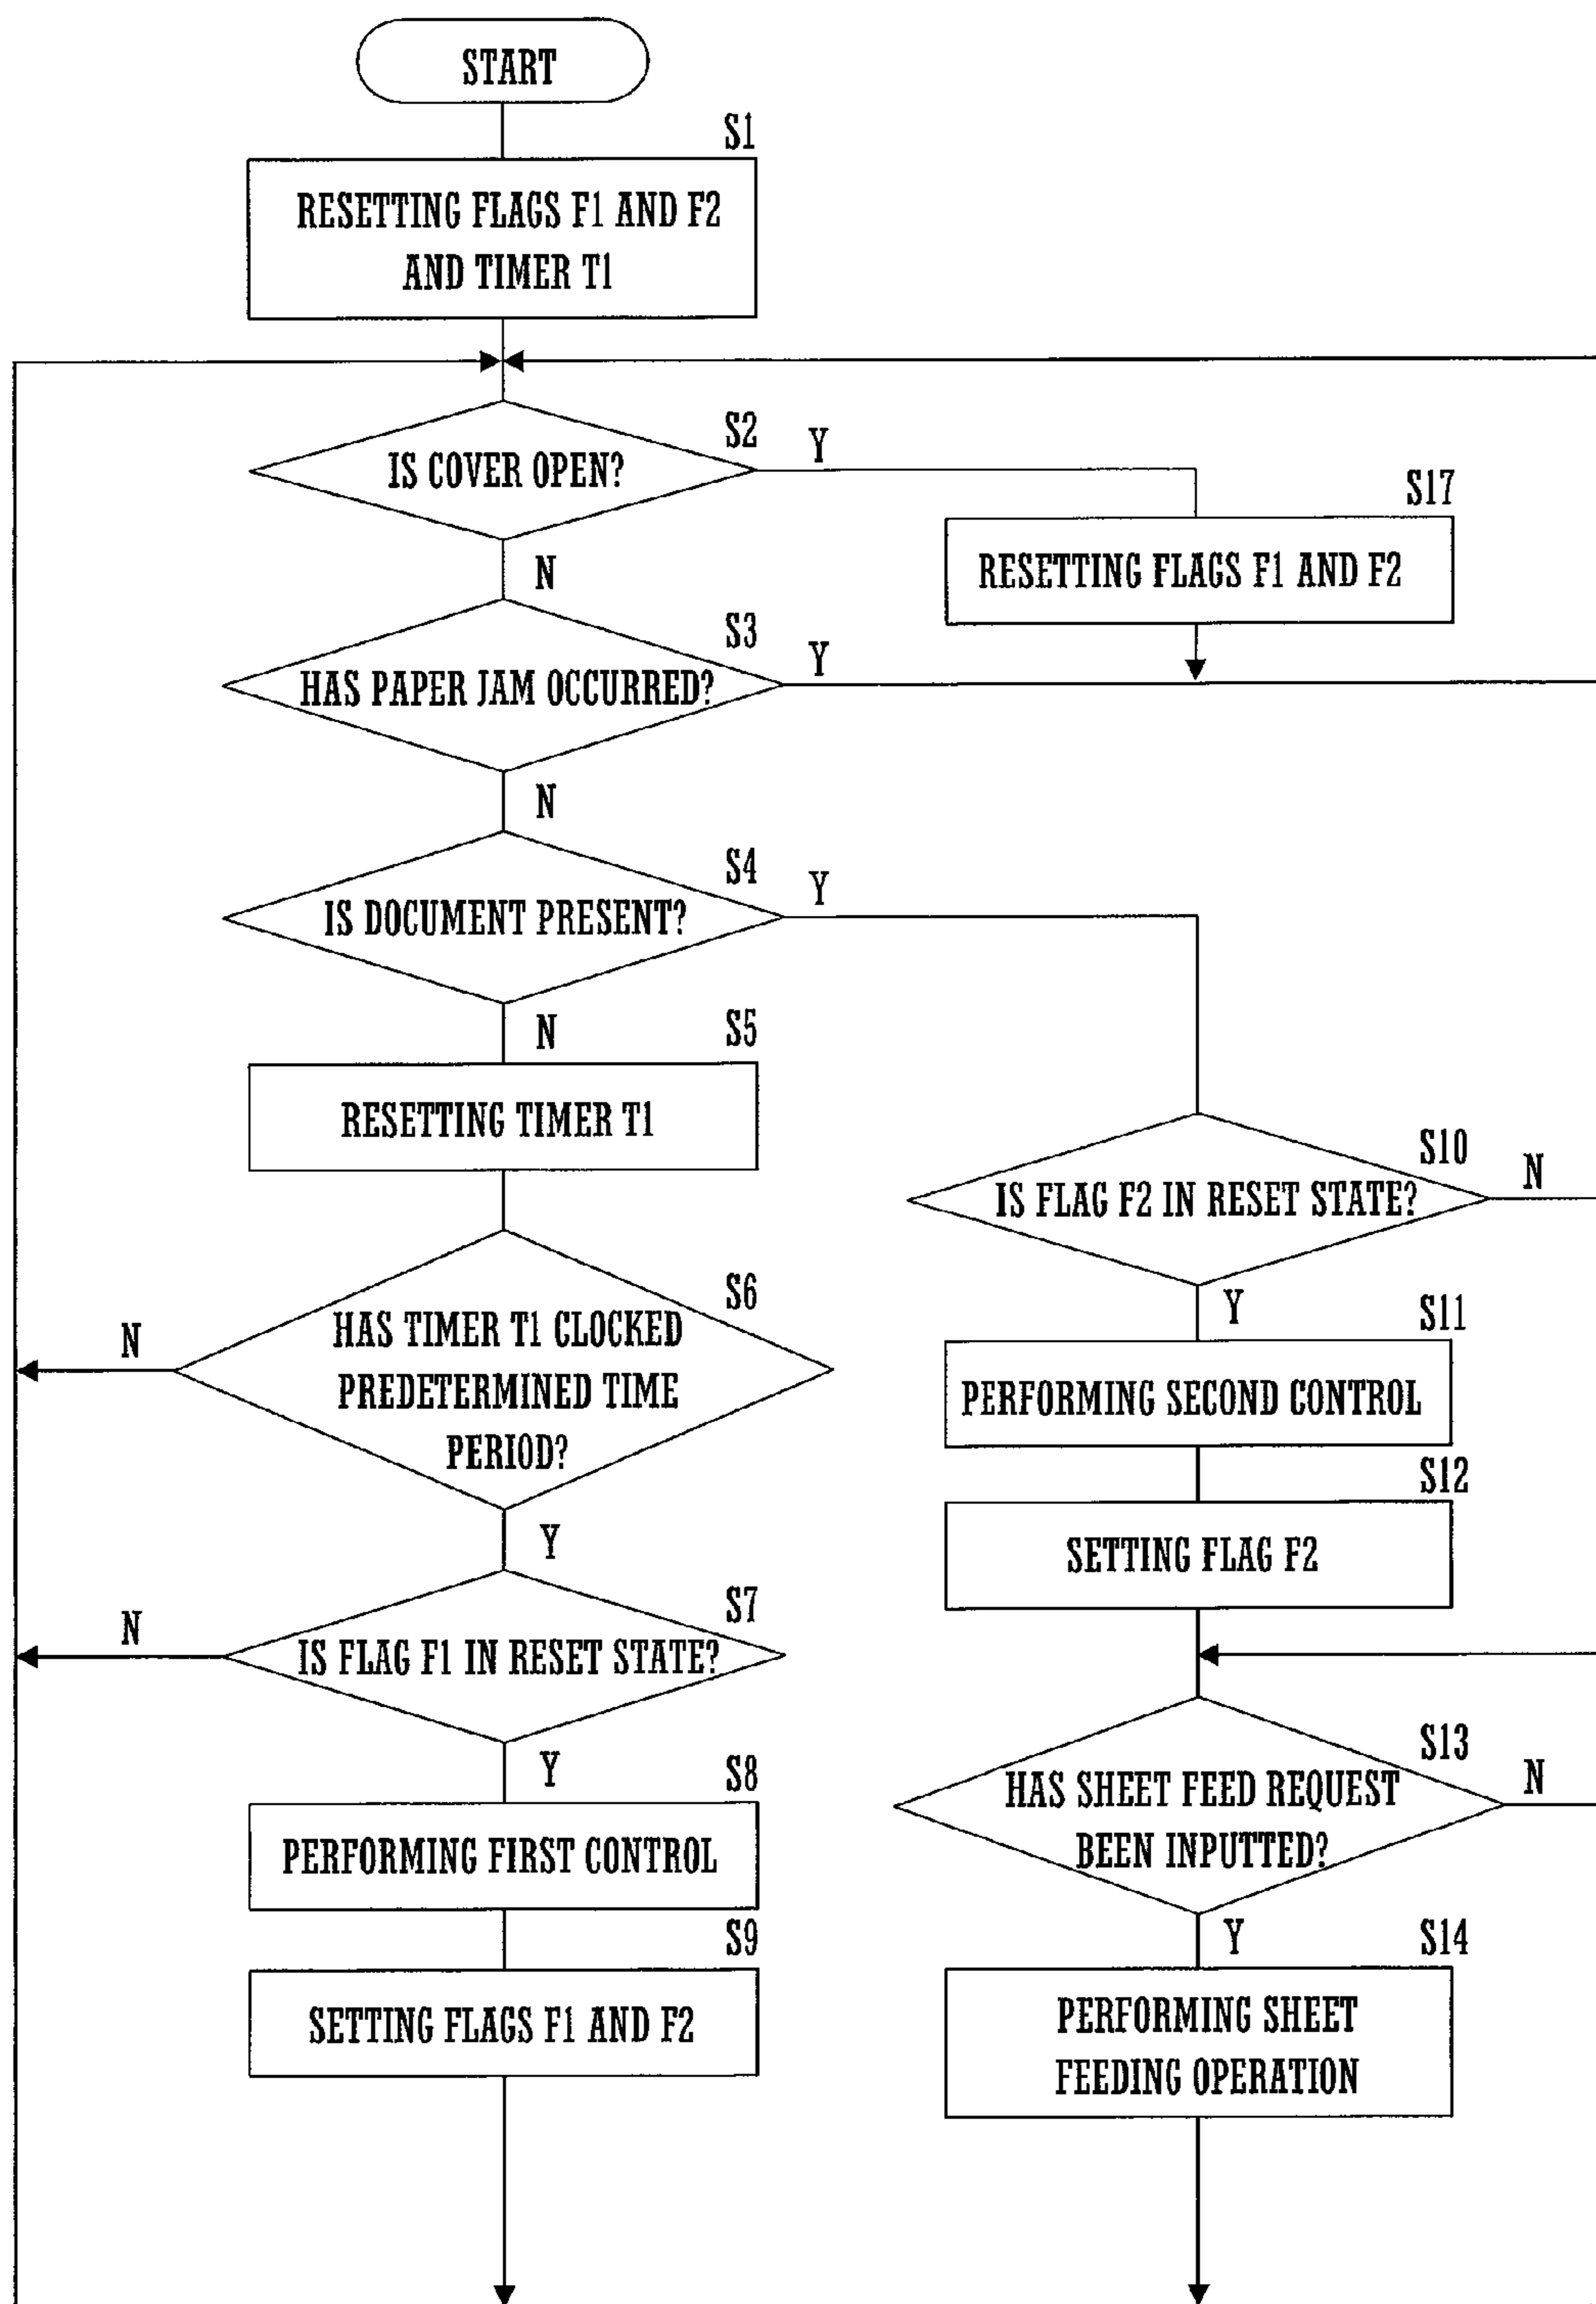 START
S1
RESETTING FLAGS F1 AND F2
AND TIMER T1
S2
IS COVER OPEN?
Y
N
S17
RESETTING FLAGS F1 AND F2
S3
HAS PAPER JAM OCCURRED?
Y
N
S4
IS DOCUMENT PRESENT?
Y
N
S5
RESETTING TIMER T1
S6
HAS TIMER T1 CLOCKED
PREDETERMINED TIME
PERIOD?
N
Y
S7
IS FLAG F1 IN RESET STATE?
N
Y
S8
PERFORMING FIRST CONTROL
S9
SETTING FLAGS F1 AND F2
S10
IS FLAG F2 IN RESET STATE?
N
Y
S11
PERFORMING SECOND CONTROL
S12
SETTING FLAG F2
S13
HAS SHEET FEED REQUEST
BEEN INPUTTED?
N
Y
S14
PERFORMING SHEET
FEEDING OPERATION